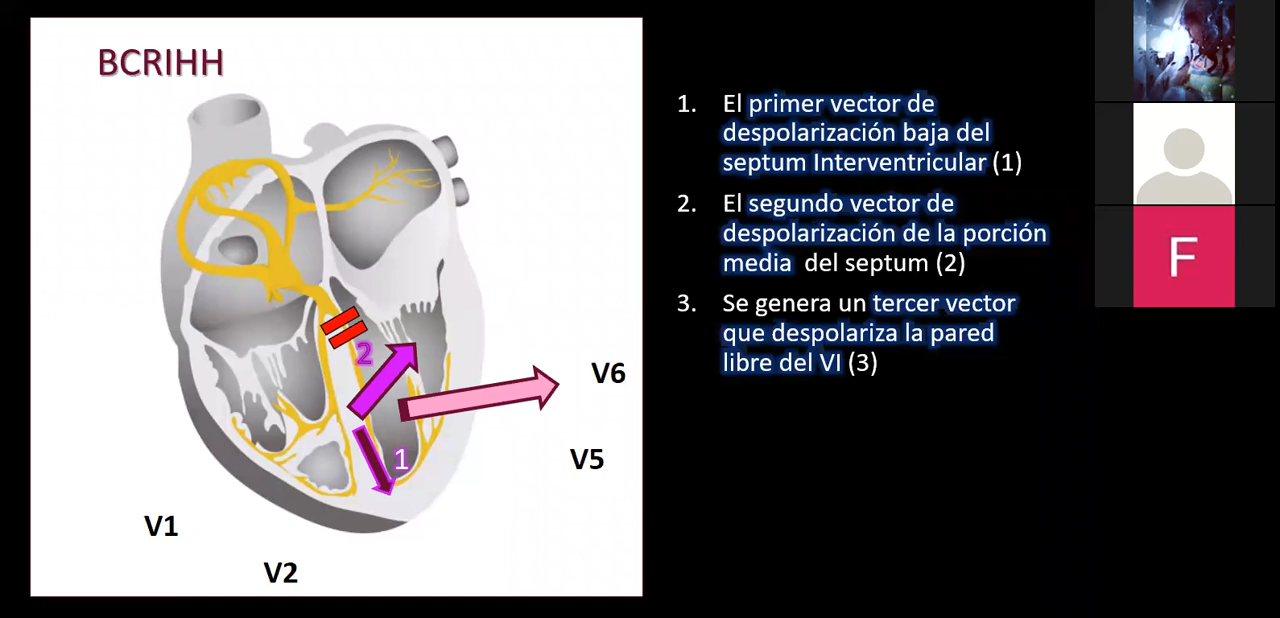 BCRIHH
1. El primer vector de
despolarización baja del
septum Interventricular (1)
2. El segundo vector de
despolarización de la porción
media del septum (2)
3. Se genera un tercer vector
que despolariza la pared
libre del VI (3)
2
1
V6
V5
V1
V2
F